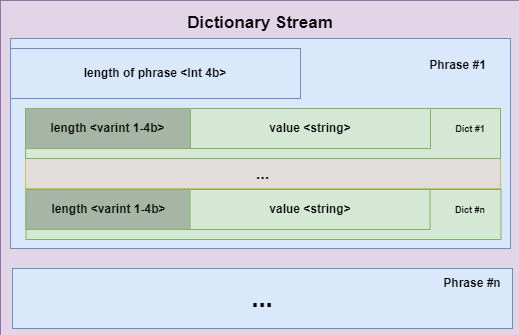 Dictionary Stream
Phrase #1
length of phrase <Int 4b>
length <varint 1-4b> value <string> Dict #1
...
length <varint 1-4b> value <string> Dict #n
Phrase #n
...